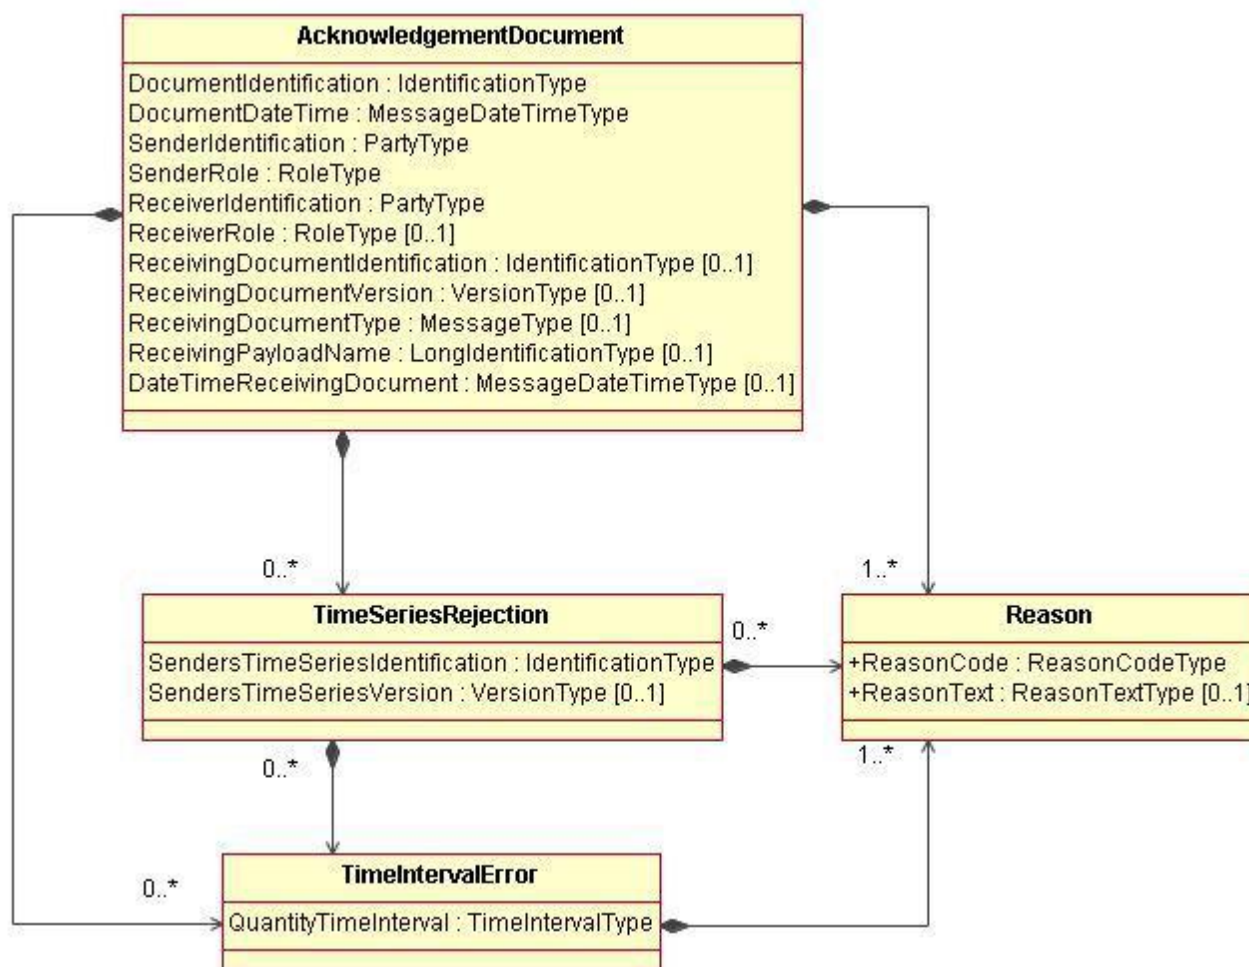 AcknowledgementDocument
DocumentIdentification : IdentificationType
DocumentDateTime : MessageDateTimeType
SenderIdentification : PartyType
SenderRole : RoleType
ReceiverIdentification : PartyType
ReceiverRole : RoleType [0..1]
ReceivingDocumentIdentification : IdentificationType [0..1]
ReceivingDocumentVersion : VersionType [0..1]
ReceivingDocumentType : MessageType [0..1]
ReceivingPayloadName : LongIdentificationType [0..1]
DateTimeReceivingDocument : MessageDateTimeType [0..1]
0..*
1..*
TimeSeriesRejection
SendersTimeSeriesIdentification : IdentificationType
SendersTimeSeriesVersion : VersionType [0..1]
0..*
Reason
+ReasonCode : ReasonCodeType
+ReasonText : ReasonTextType [0..1]
0..*
1..*
0..*
TimeIntervalError
QuantityTimeInterval : TimeIntervalType